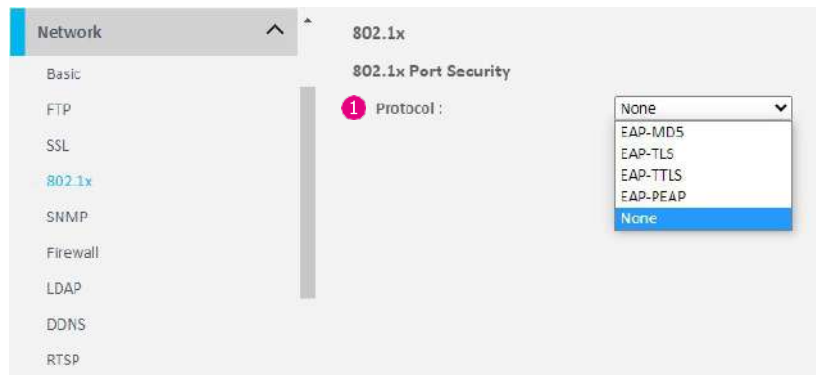 Network
Basic
FTP
SSL
802.1x
SNMP
Firewall
LDAP
DDNS
RTSP
802.1x
802.1x Port Security
1 Protocol :
None
EAP-MD5
EAP-TLS
EAP-TTLS
EAP-PEAP
None